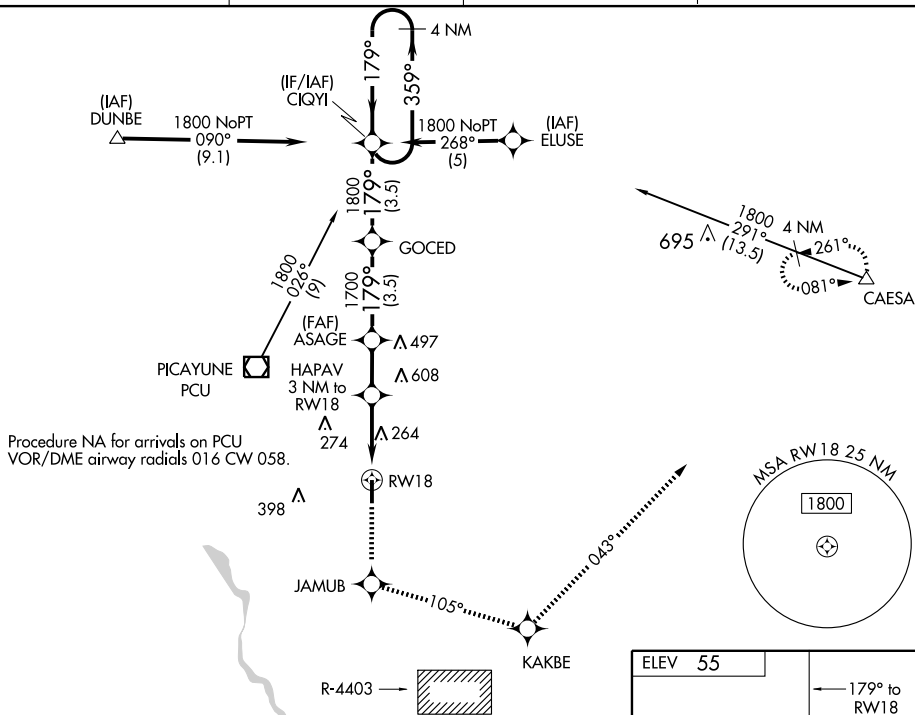 4 NM
179°
359°
(IF/IAF)
CIQYI
(IAF)
DUNBE
1800 NoPT
090°
(9.1)
1800 NoPT
268°
(5)
(IAF)
ELUSE
1800
179°
(3.5)
GOCED
1800
291°
(13.5)
4 NM
261°
081°
695
CAESA
1800
026°
(9)
1700
179°
(3.5)
(FAF)
ASAGE
497
PICAYUNE
PCU
HAPAV
3 NM to
RW18
608
274
264
Procedure NA for arrivals on PCU
VOR/DME airway radials 016 CW 058.
RW18
398
MSA RW18 25 NM
1800
043°
JAMUB
105°
KAKBE
R-4403
ELEV 55
179° to
RW18